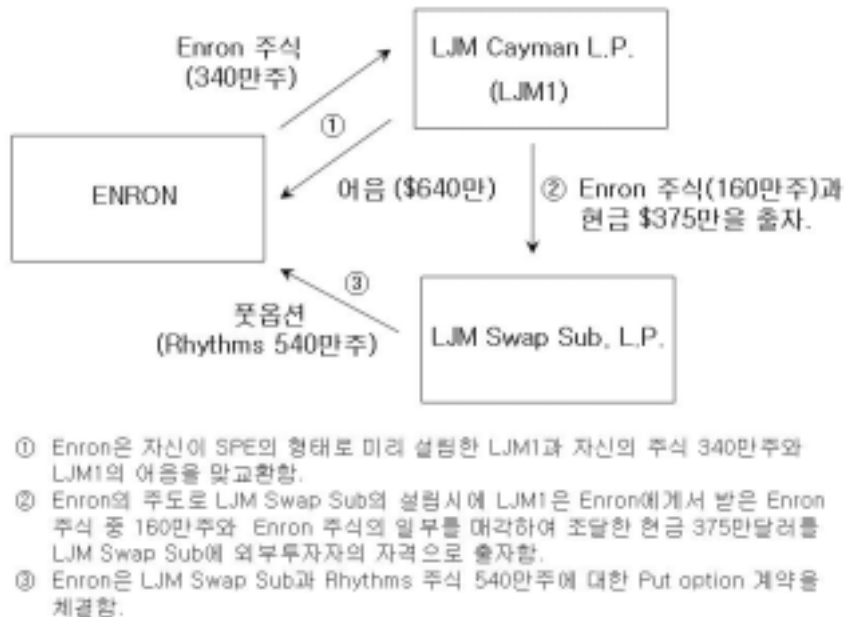 Enron 주식
(340만주)
LJM Cayman L.P.
(LJM1)
①
ENRON
어음 ($640만)
② Enron 주식(160만주)과
현금 $375만을 출자.
③
풋옵션
(Rhythms 540만주)
LJM Swap Sub, L.P.
① Enron은 자신이 SPE의 형태로 미리 설립한 LJM1과 자신의 주식 340만주와
LJM1의 어음을 맞교환함.
② Enron의 주도로 LJM Swap Sub의 설립시에 LJM1은 Enron에게서 받은 Enron
주식 중 160만주와 Enron 주식의 일부를 매각하여 조달한 현금 375만달러를
LJM Swap Sub에 외부투자자의 자격으로 출자함.
③ Enron은 LJM Swap Sub과 Rhythms 주식 540만주에 대한 Put option 계약을
체결함.